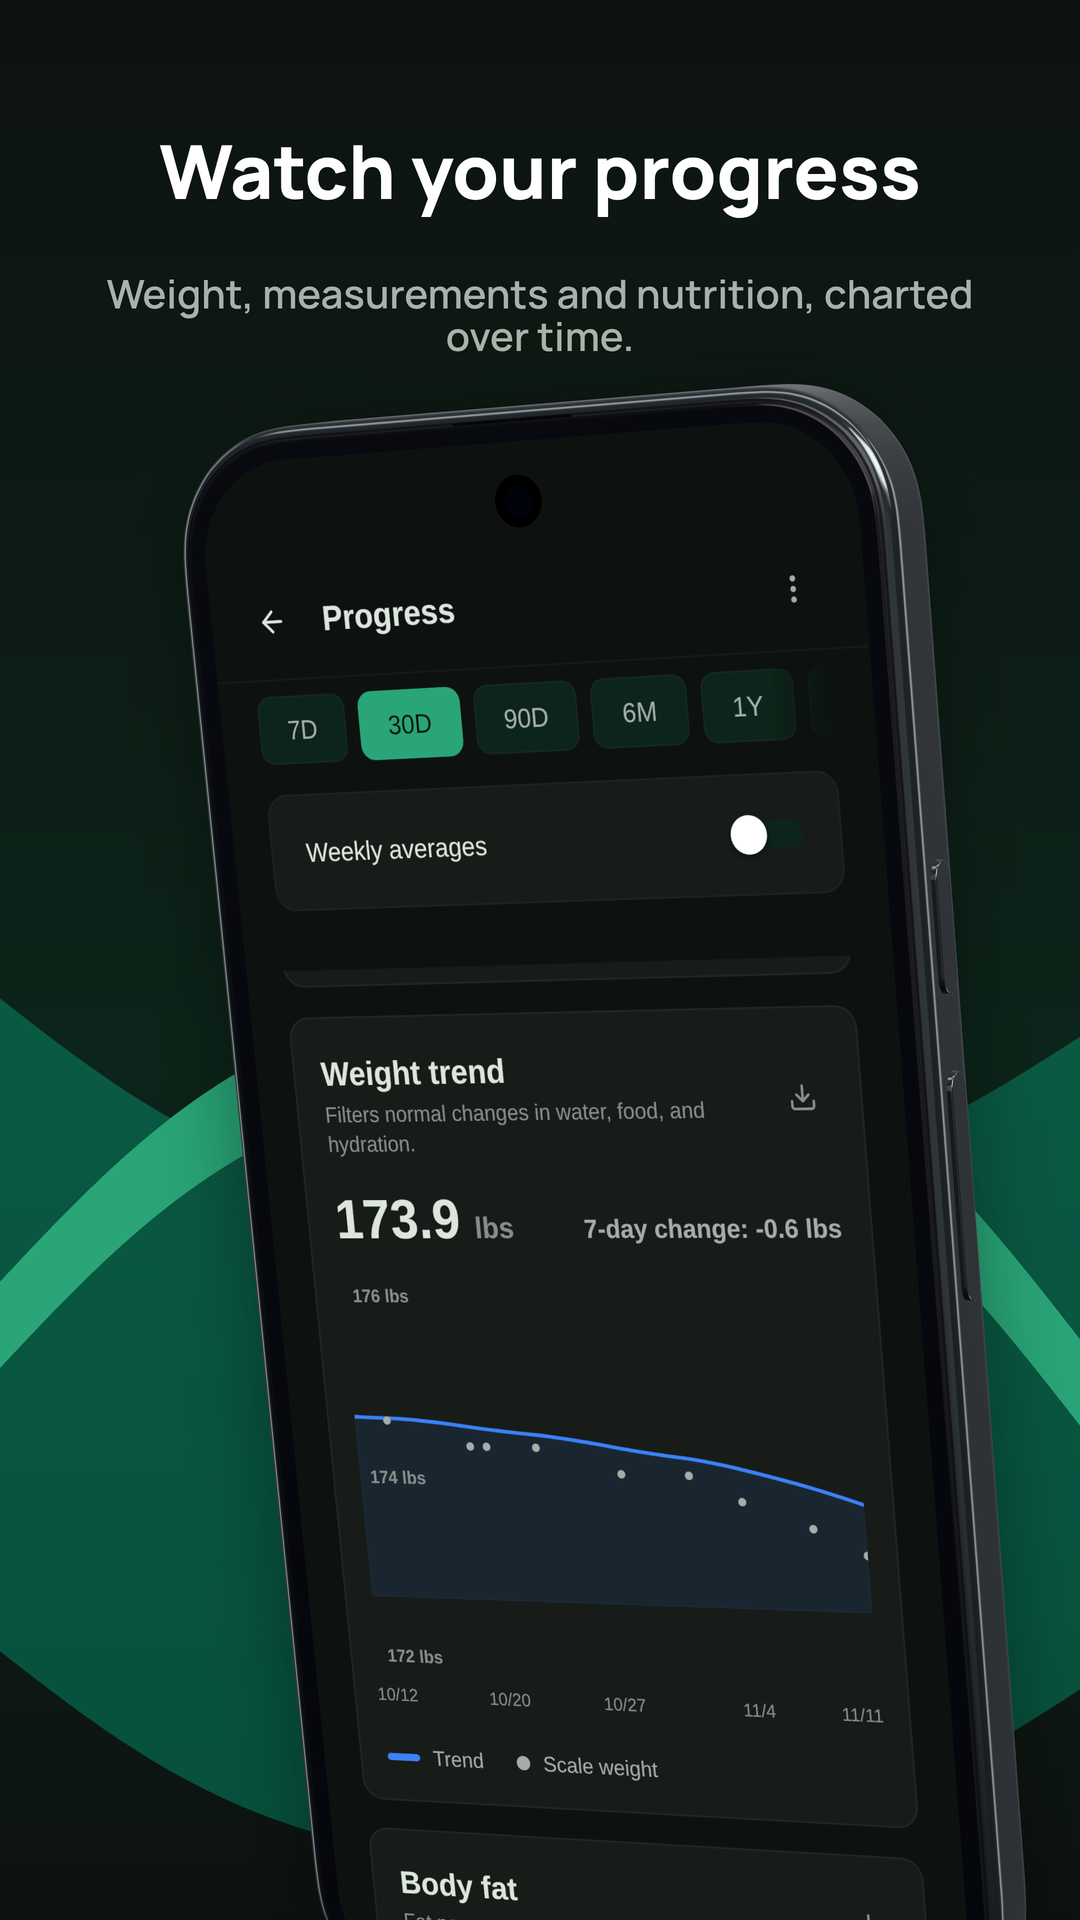 Watch your progress
Weight, measurements and nutrition, charted
over time.
Progress
7D
30D
90D
6M
1Y
Weekly averages
Weight trend
Filters normal changes in water, food, and
hydration.
173.9 lbs
7-day change: -0.6 lbs
176 lbs
174 lbs
172 lbs
10/12
10/20
10/27
11/4
11/11
Trend
Scale weight
Body fat